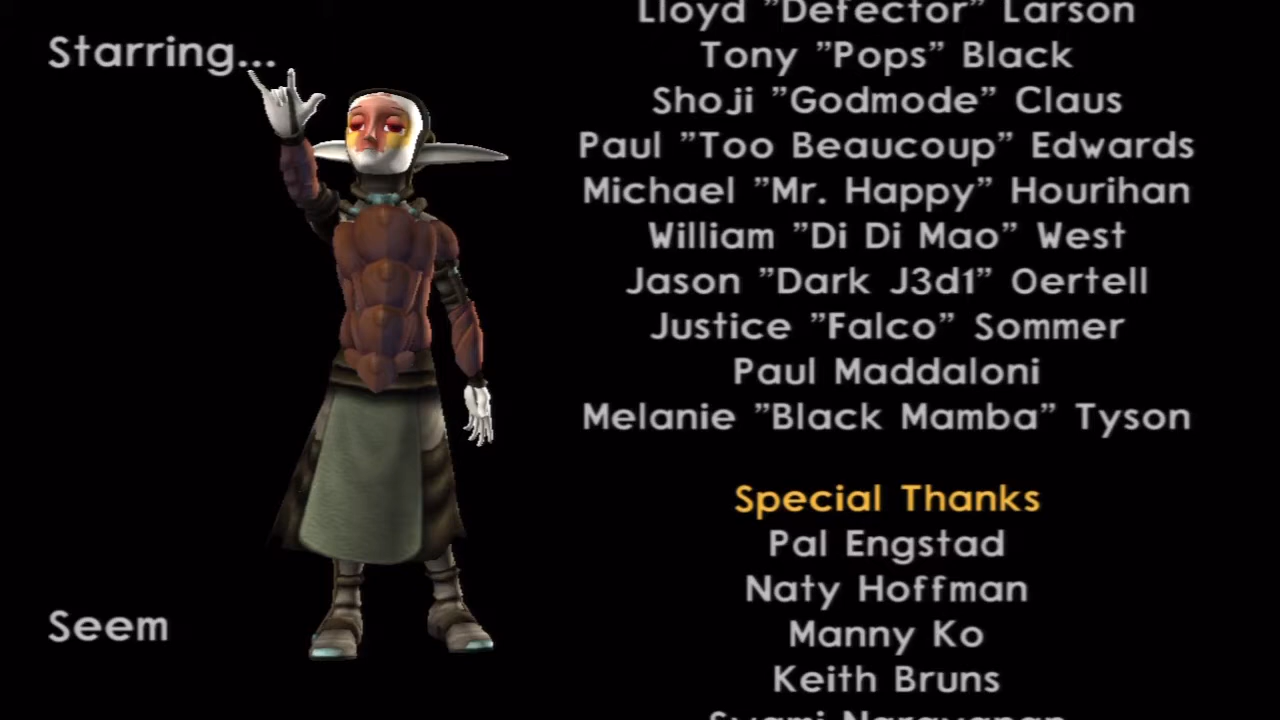 Starring...
Lloyd "Defector" Larson
Tony "Pops" Black
Shoji "Godmode" Claus
Paul "Too Beaucoup" Edwards
Michael "Mr. Happy" Hourihan
William "Di Di Mao" West
Jason "Dark J3d1" Oertell
Justice "Falco" Sommer
Paul Maddaloni
Melanie "Black Mamba" Tyson
Special Thanks
Pal Engstad
Naty Hoffman
Manny Ko
Keith Bruns
Swami Narayanan
Seem